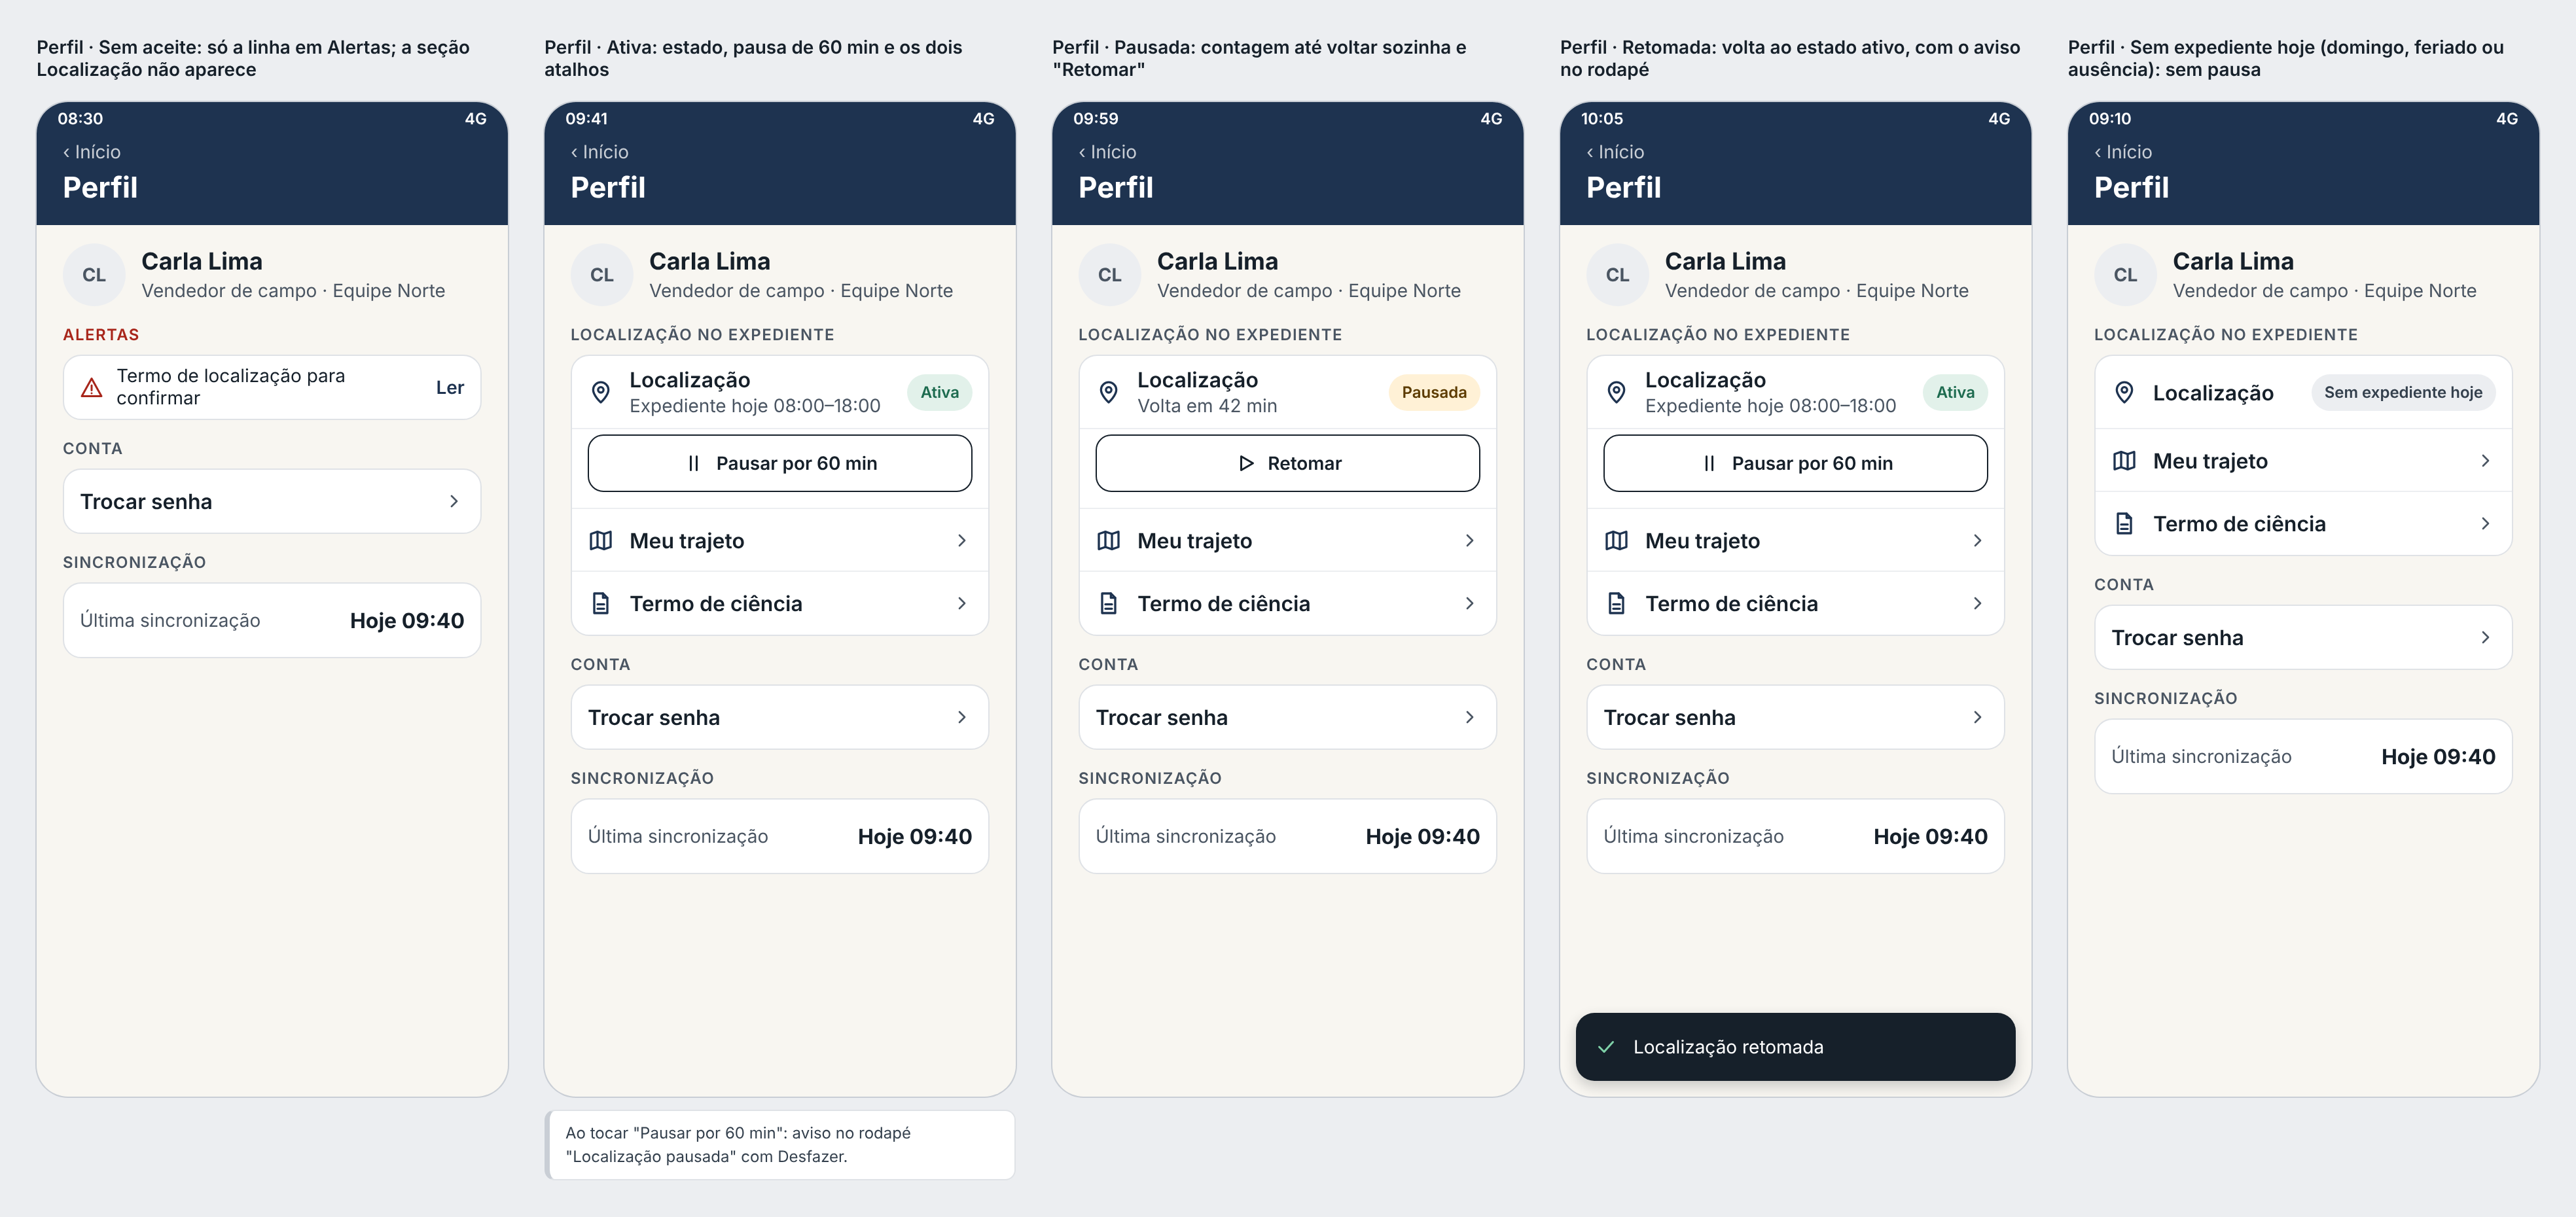 Perfil · Sem aceite: só a linha em Alertas; a seção
Localização não aparece
08:30
4G
‹ Início
Perfil
CL
Carla Lima
Vendedor de campo · Equipe Norte
ALERTAS
Termo de localização para
confirmar
Ler
CONTA
Trocar senha
SINCRONIZAÇÃO
Última sincronização
Hoje 09:40
Perfil · Ativa: estado, pausa de 60 min e os dois
atalhos
09:41
4G
‹ Início
Perfil
CL
Carla Lima
Vendedor de campo · Equipe Norte
LOCALIZAÇÃO NO EXPEDIENTE
Localização
Expediente hoje 08:00–18:00
Ativa
Pausar por 60 min
Meu trajeto
Termo de ciência
CONTA
Trocar senha
SINCRONIZAÇÃO
Última sincronização
Hoje 09:40
Ao tocar "Pausar por 60 min": aviso no rodapé
"Localização pausada" com Desfazer.
Perfil · Pausada: contagem até voltar sozinha e
"Retomar"
09:59
4G
‹ Início
Perfil
CL
Carla Lima
Vendedor de campo · Equipe Norte
LOCALIZAÇÃO NO EXPEDIENTE
Localização
Volta em 42 min
Pausada
Retomar
Meu trajeto
Termo de ciência
CONTA
Trocar senha
SINCRONIZAÇÃO
Última sincronização
Hoje 09:40
Perfil · Retomada: volta ao estado ativo, com o aviso
no rodapé
10:05
4G
‹ Início
Perfil
CL
Carla Lima
Vendedor de campo · Equipe Norte
LOCALIZAÇÃO NO EXPEDIENTE
Localização
Expediente hoje 08:00–18:00
Ativa
Pausar por 60 min
Meu trajeto
Termo de ciência
CONTA
Trocar senha
SINCRONIZAÇÃO
Última sincronização
Hoje 09:40
Localização retomada
Perfil · Sem expediente hoje (domingo, feriado ou
ausência): sem pausa
09:10
4G
‹ Início
Perfil
CL
Carla Lima
Vendedor de campo · Equipe Norte
LOCALIZAÇÃO NO EXPEDIENTE
Localização
Sem expediente hoje
Meu trajeto
Termo de ciência
CONTA
Trocar senha
SINCRONIZAÇÃO
Última sincronização
Hoje 09:40